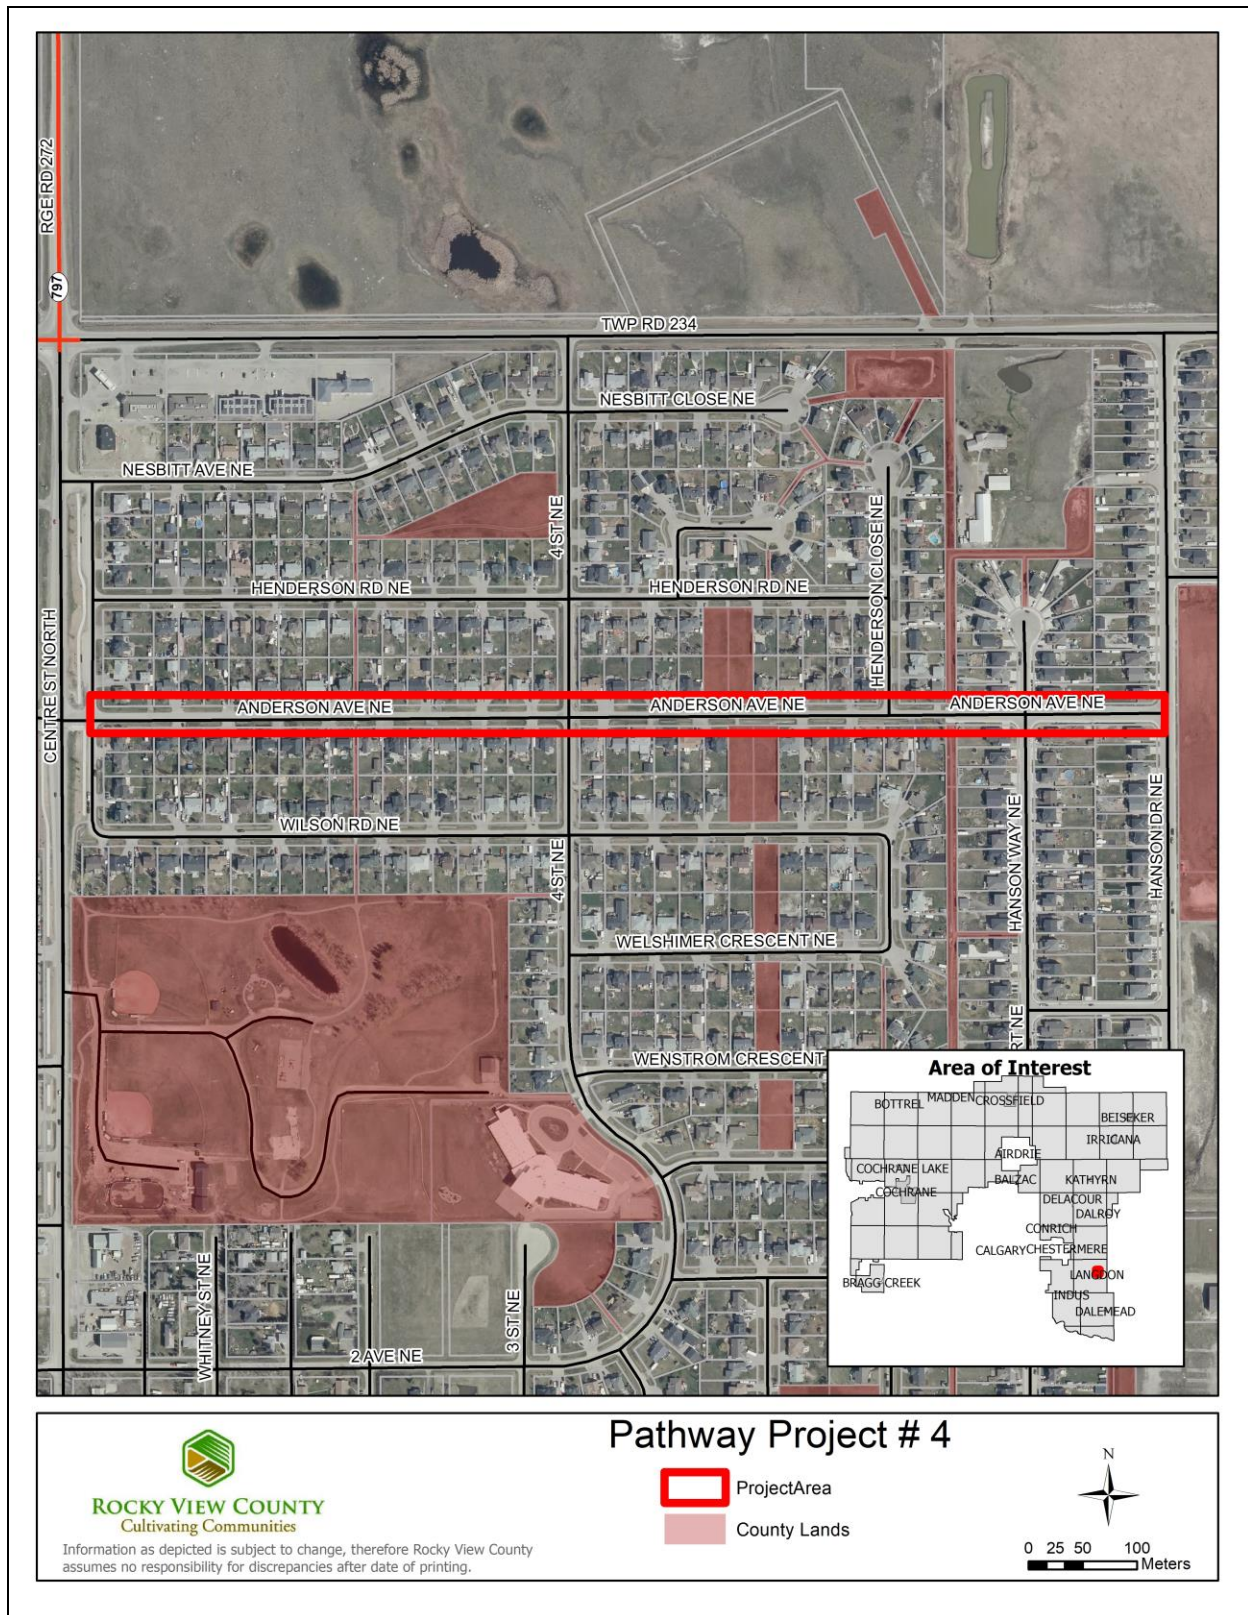 RGE RD 272
797
TWP RD 234
NESBITT CLOSE NE
NESBITT AVE NE
4 ST NE
HENDERSON CLOSE NE
HENDERSON RD NE
HENDERSON RD NE
CENTRE ST NORTH
ANDERSON AVE NE
ANDERSON AVE NE
ANDERSON AVE NE
WILSON RD NE
4 ST NE
HANSON WAY NE
HANSON DR NE
WELSHIMER CRESCENT NE
WENSTROM CRESCENT
RT NE
WHITNEY ST NE
3 ST NE
2 AVE NE
Area of Interest
BOTTREL
MADDEN
CROSSFIELD
BEISEKER
IRRICANA
AIRDRIE
COCHRANE LAKE
BALZAC
KATHYRN
COCHRANE
DELACOUR
DALROY
CONRICH
CALGARY
CHESTERMERE
LANGDON
BRAGG CREEK
INDUS
DALEMEAD
Pathway Project # 4
ProjectArea
County Lands
ROCKY VIEW COUNTY
Cultivating Communities
Information as depicted is subject to change, therefore Rocky View County
assumes no responsibility for discrepancies after date of printing.
N
0 25 50 100
Meters